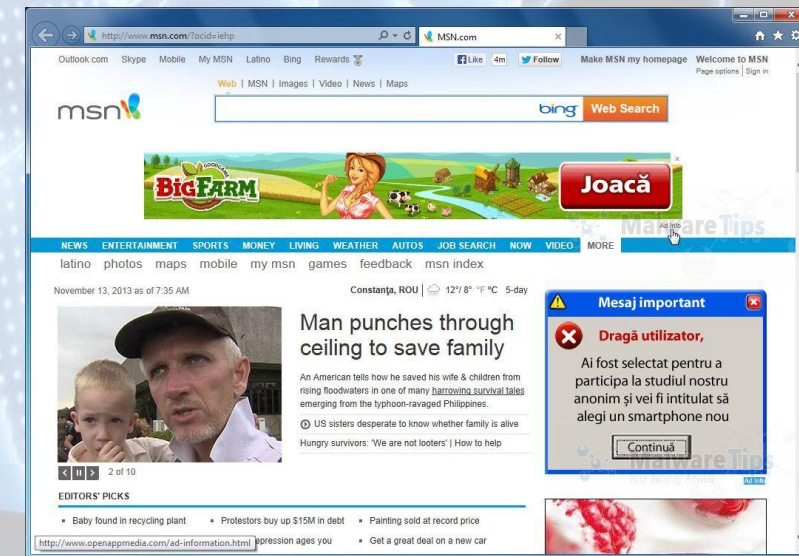 http://www.msn.com/?ocid=iehp
MSN.com
Outlook.com Skype Mobile My MSN Latino Bing Rewards
Like 4m Follow Make MSN my homepage Welcome to MSN
Page options | Sign in
Web | MSN | Images | Video | News | Maps
msn
bing Web Search
GOODGAME
BIGFARM
Joacă
Ad Info
Malware Tips
NEWS ENTERTAINMENT SPORTS MONEY LIVING WEATHER AUTOS JOB SEARCH NOW VIDEO MORE
latino photos maps mobile my msn games feedback msn index
November 13, 2013 as of 7:35 AM
Constanţa, ROU | 12°/ 8° °F °C 5-day
Man punches through
ceiling to save family
An American tells how he saved his wife & children from
rising floodwaters in one of many harrowing survival tales
emerging from the typhoon-ravaged Philippines.
US sisters desperate to know whether family is alive
Hungry survivors: 'We are not looters' | How to help
2 of 10
Mesaj important
Dragă utilizator,
Ai fost selectat pentru a
participa la studiul nostru
anonim și vei fi intitulat să
alegi un smartphone nou
Continuă
Malware Tips
Your Security Advisor
Ad Info
EDITORS' PICKS
Baby found in recycling plant
Protestors buy up $15M in debt
Painting sold at record price
http://www.openappmedia.com/ad-information.html
epression ages you
Get a great deal on a new car